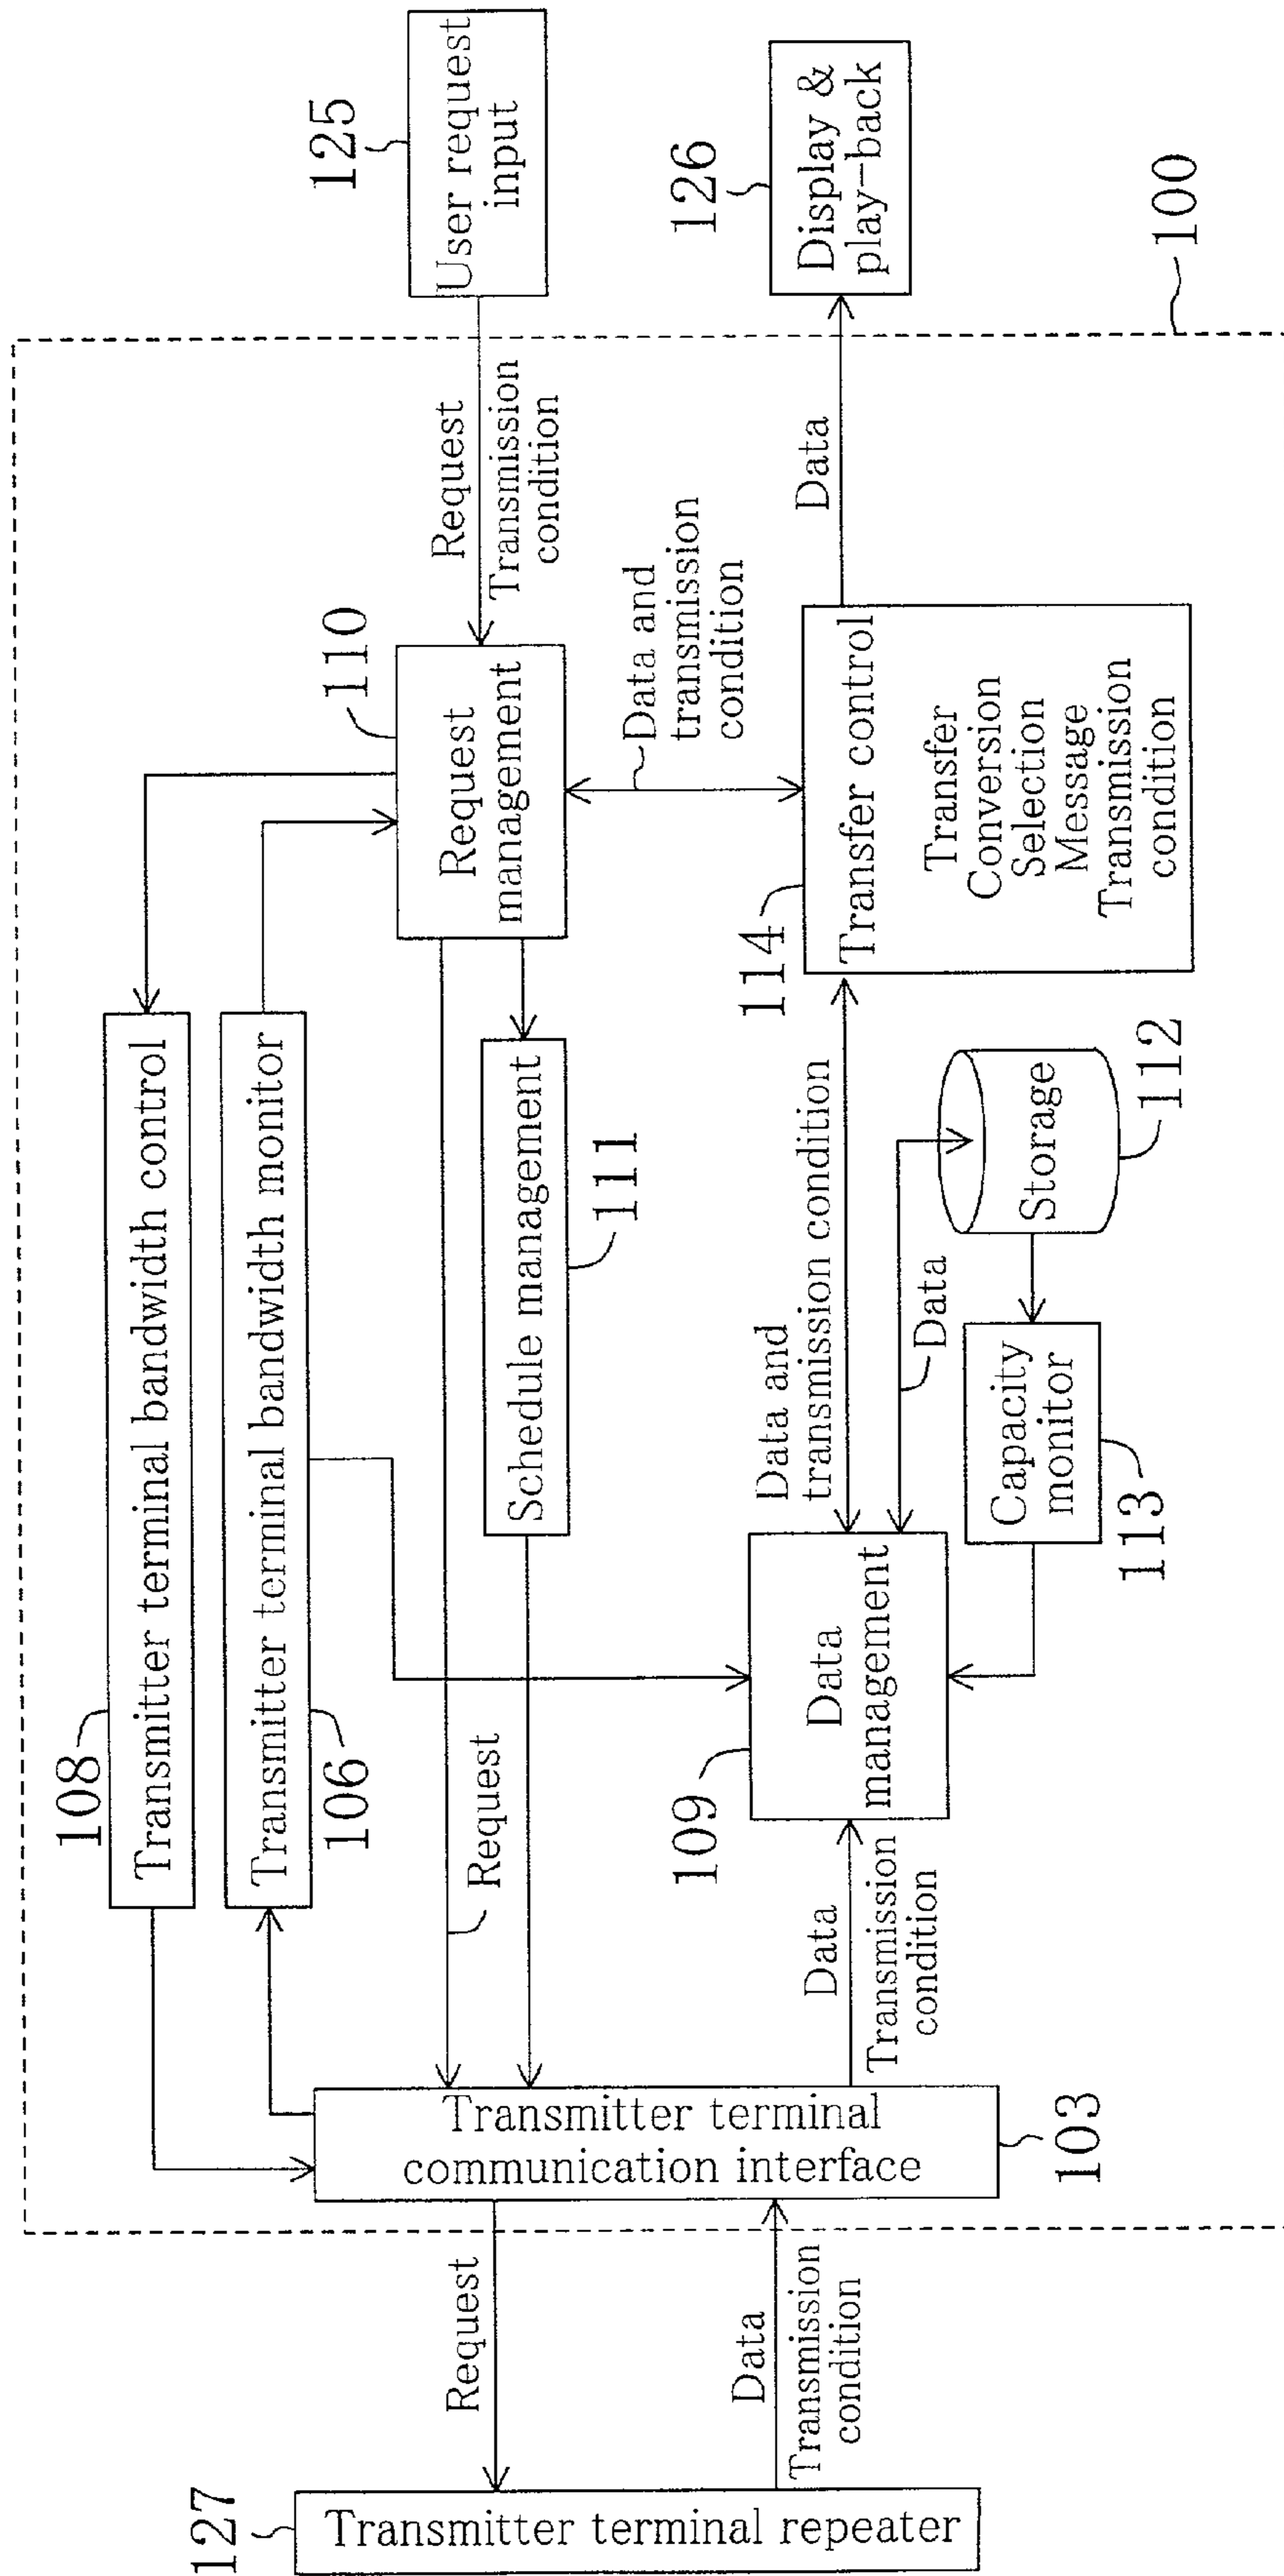 125
User request
input
126
Display &
play-back
100
Request
Transmission
condition
Data
110
Request
management
Data and
transmission
condition
114
Transfer control
Transfer
Conversion
Selection
Message
Transmission
condition
108
Transmitter terminal bandwidth control
106
Transmitter terminal bandwidth monitor
Schedule management
111
Data and
transmission condition
Data
Storage
112
Capacity
monitor
113
Request
109
Data
management
Data
Transmission
condition
Transmitter terminal
communication interface
103
Request
Data
Transmission
condition
127
Transmitter terminal repeater